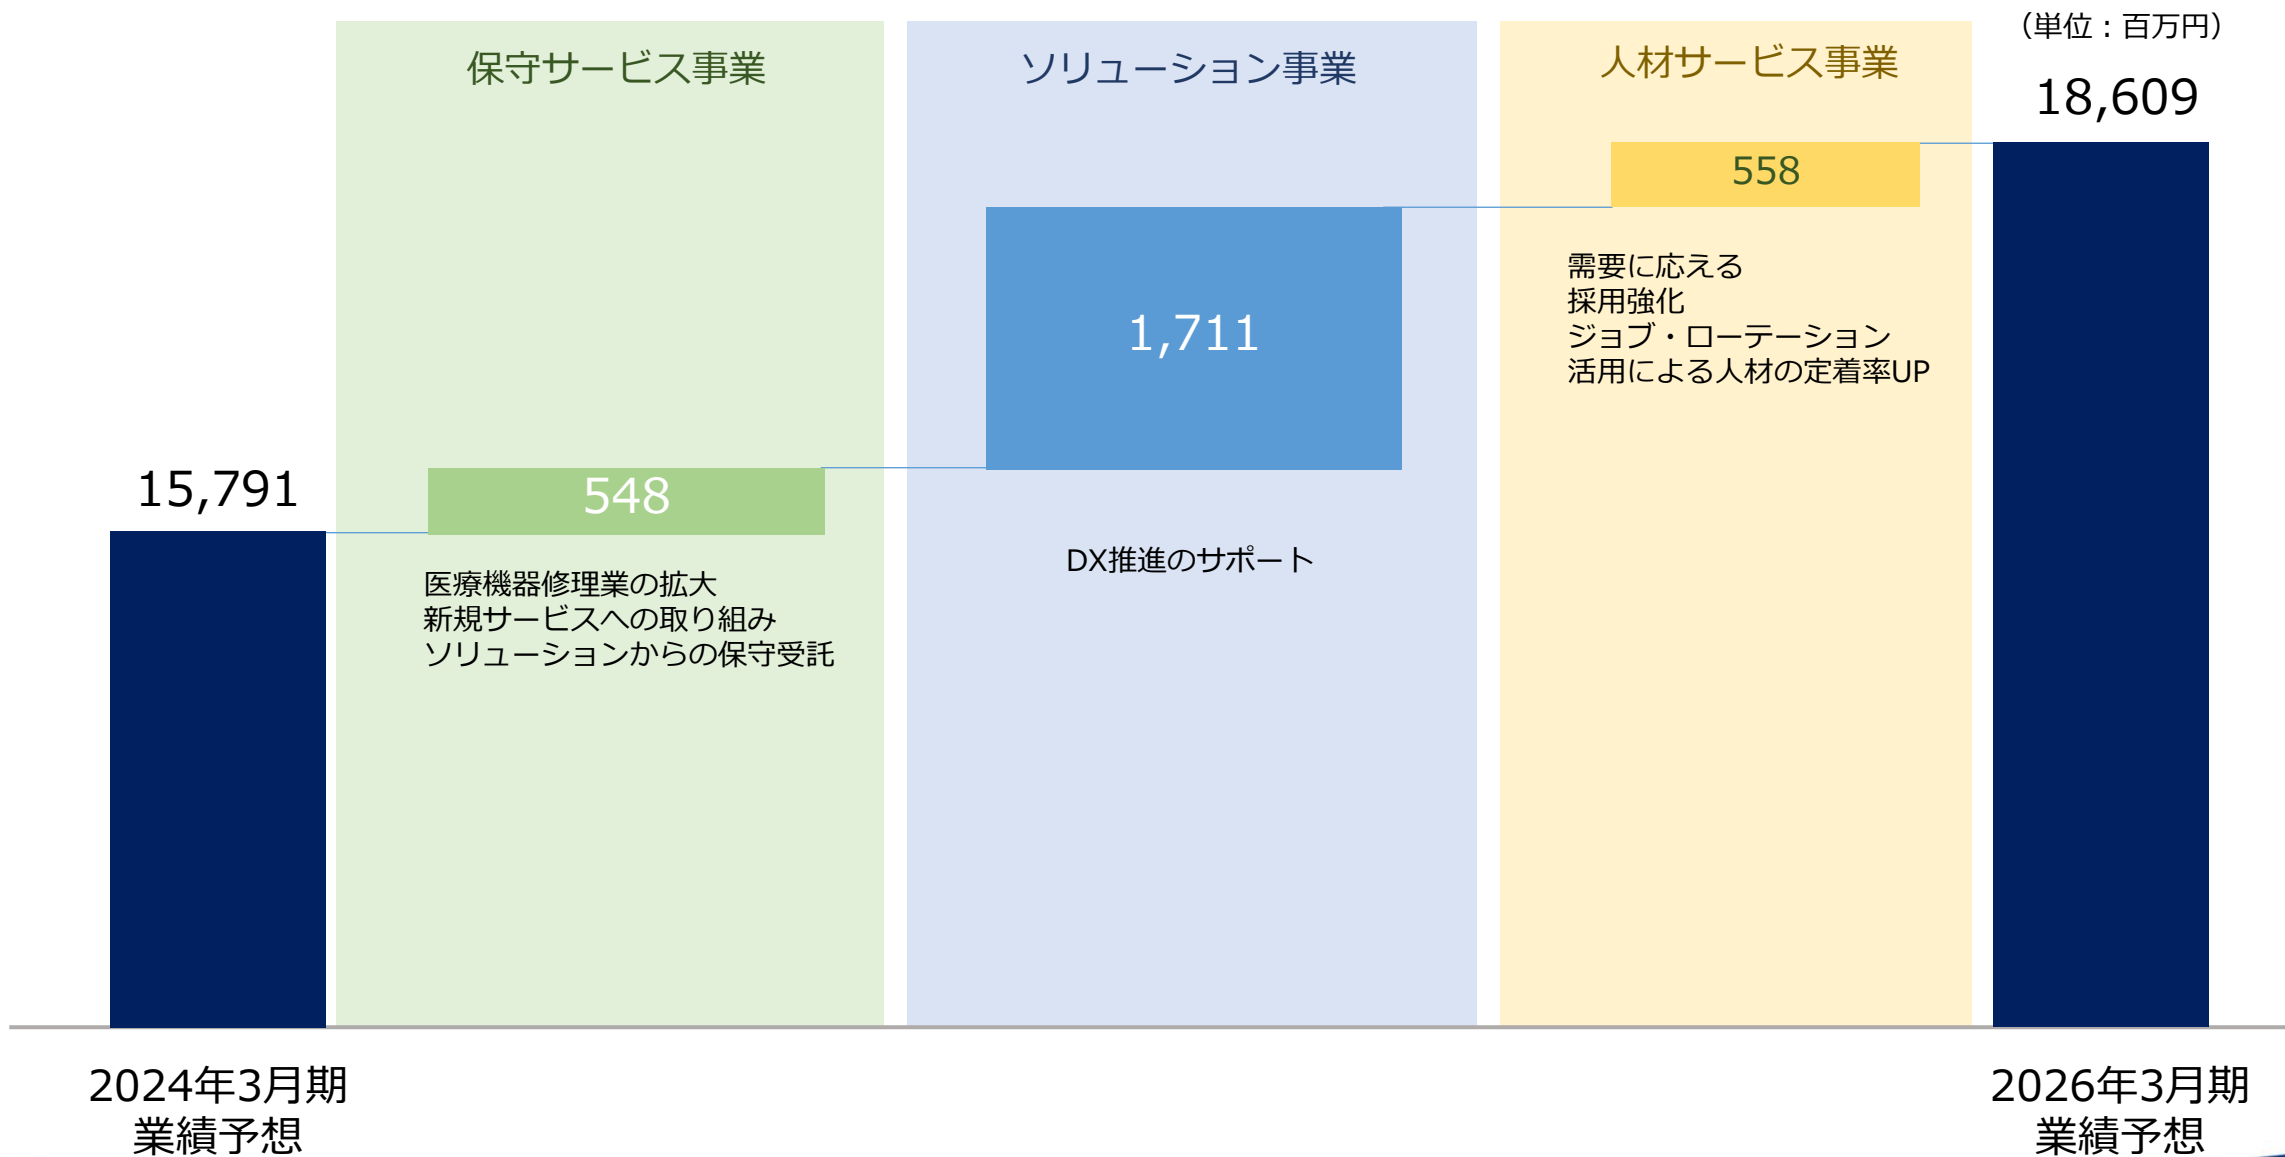 （単位：百万円）
保守サービス事業
ソリューション事業
人材サービス事業
18,609
558
1,711
548
15,791
需要に応える
採用強化
ジョブ・ローテーション
活用による人材の定着率UP
DX推進のサポート
医療機器修理業の拡大
新規サービスへの取り組み
ソリューションからの保守受託
2024年3月期
業績予想
2026年3月期
業績予想